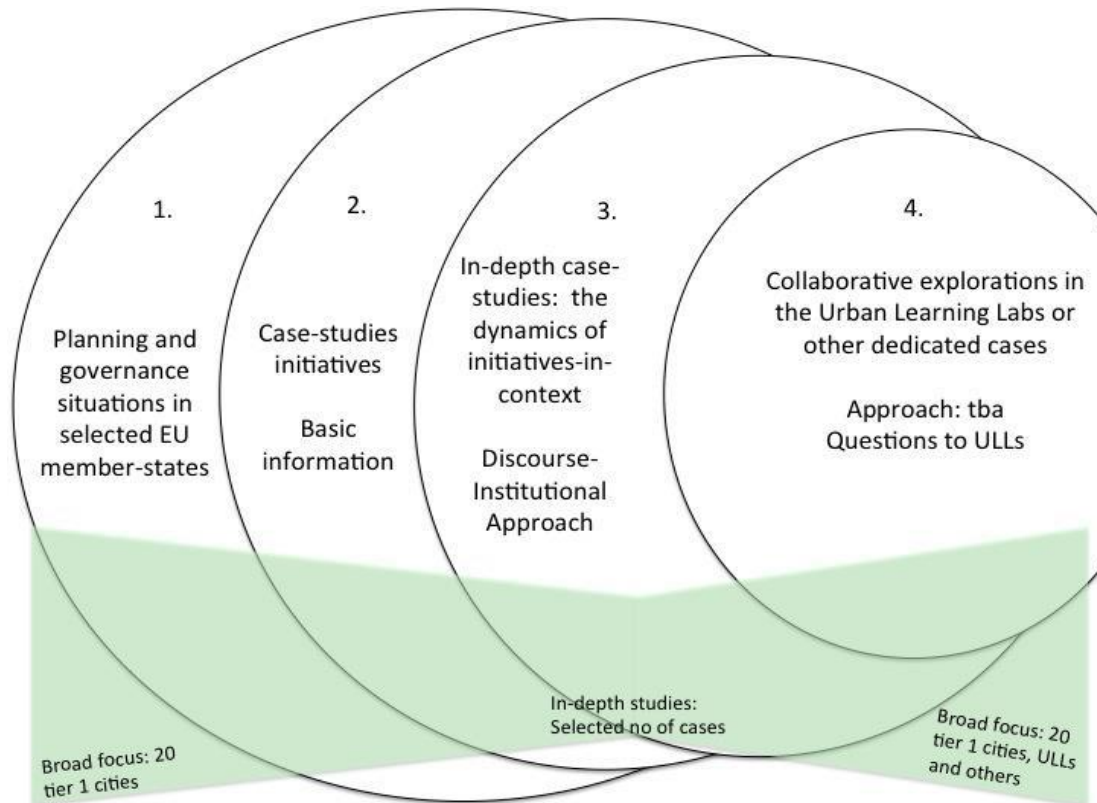 1.
Planning and
governance
situations in
selected EU
member-states
2.
Case-studies
initiatives
Basic
information
3.
In-depth case-
studies:  the
dynamics of
initiatives-in-
context
Discourse-
Institutional
Approach
4.
Collaborative explorations in
the Urban Learning Labs or
other dedicated cases
Approach: tba
Questions to ULLs
Broad focus: 20
tier 1 cities
In-depth studies:
Selected no of cases
Broad focus: 20
tier 1 cities, ULLs
and others